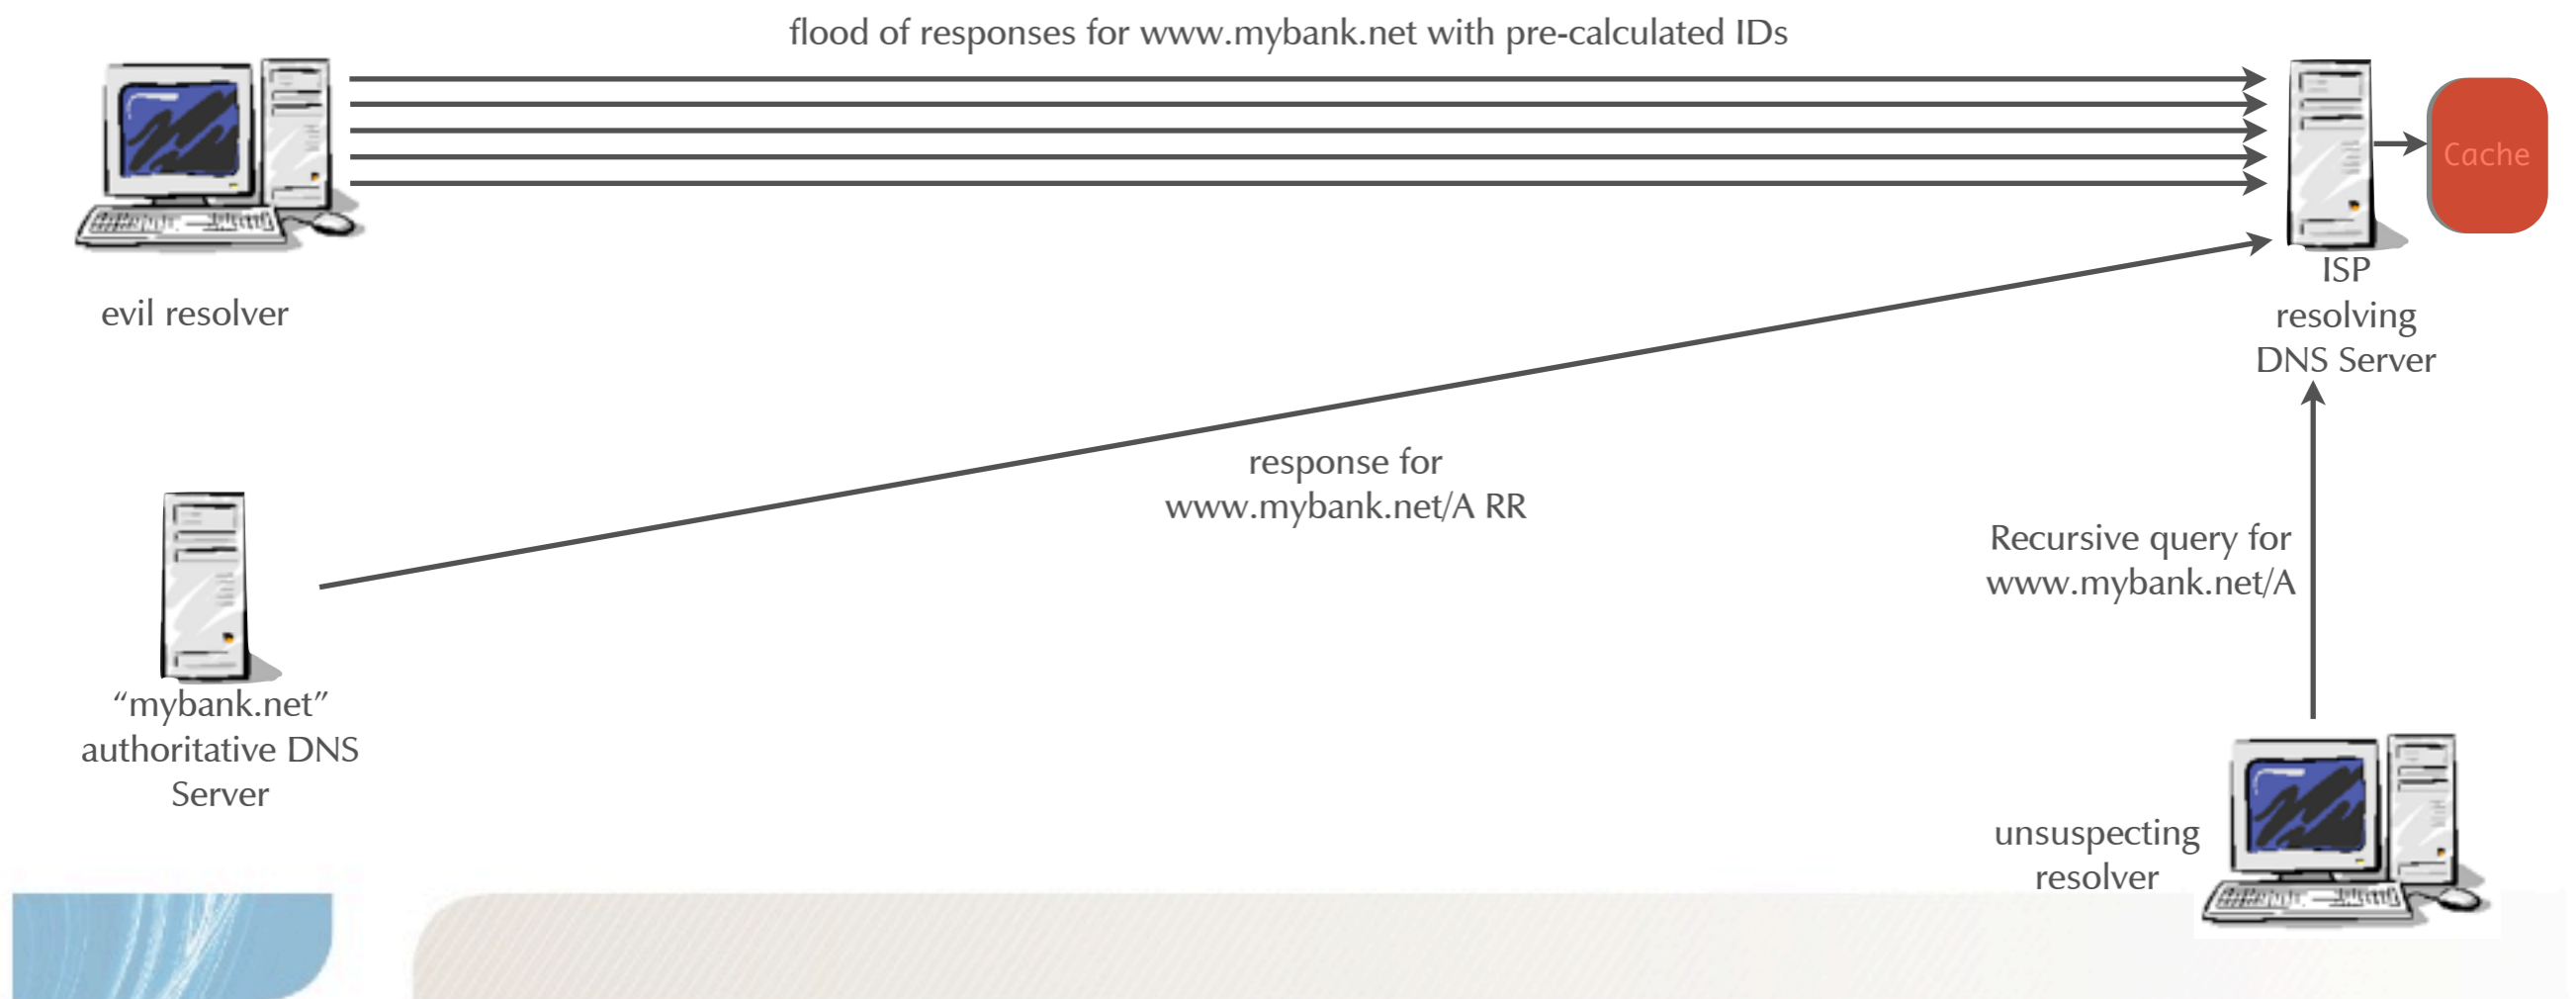 flood of responses for www.mybank.net with pre-calculated IDs
Cache
evil resolver
ISP
resolving
DNS Server
response for
www.mybank.net/A RR
Recursive query for
www.mybank.net/A
“mybank.net”
authoritative DNS
Server
unsuspecting
resolver